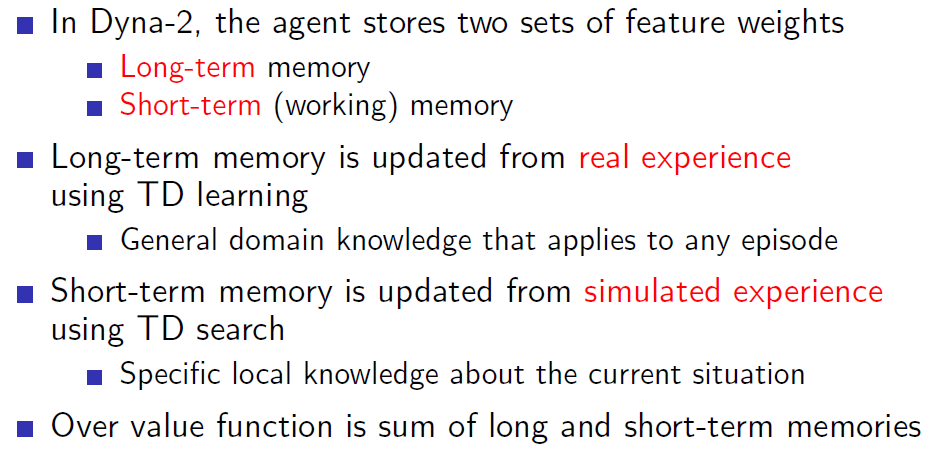 In Dyna-2, the agent stores two sets of feature weights
Long-term memory
Short-term (working) memory
Long-term memory is updated from real experience
using TD learning
General domain knowledge that applies to any episode
Short-term memory is updated from simulated experience
using TD search
Specific local knowledge about the current situation
Over value function is sum of long and short-term memories